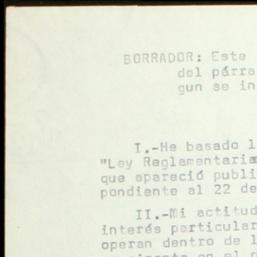 BORRADOR: Este
del párra
gun se in
I.-He basado l
"Ley Reglamentaria
que apareció publi
pondiente al 22 de
II.-Mi actitud
interés particular
operan dentro de l